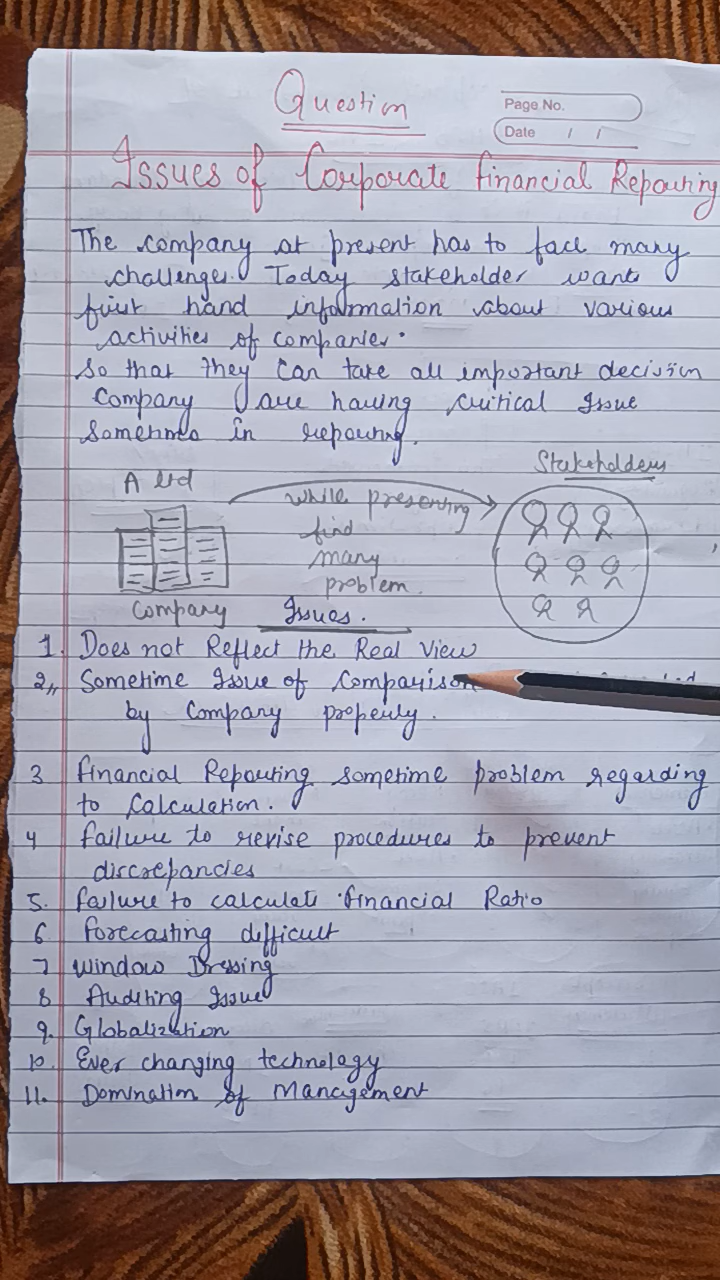 Question
Page No.
Date / /
Issues of Corporate Financial Reporting
The company at present has to face many
challenge. Today stakeholder wants
first hand information about various
activities of companies.
So that they can take all important decision
Company are having critical Issue
Sometimes in reporting.
Stakeholders
A Ltd
while presenting
find
many
problem.
Company
Issues.
1. Does not Reflect the Real View
2,, Sometime Issue of Comparison
by Company properly.
3 Financial Reporting sometime problem regarding
to Calculation.
4 failure to revise procedures to prevent
discrepancies
5. failure to calculate financial Ratio
6 Forecasting difficult
7 Window Dressing
8 Auditing Issue
9. Globalization
10. Ever changing technology
11. Domination of Management